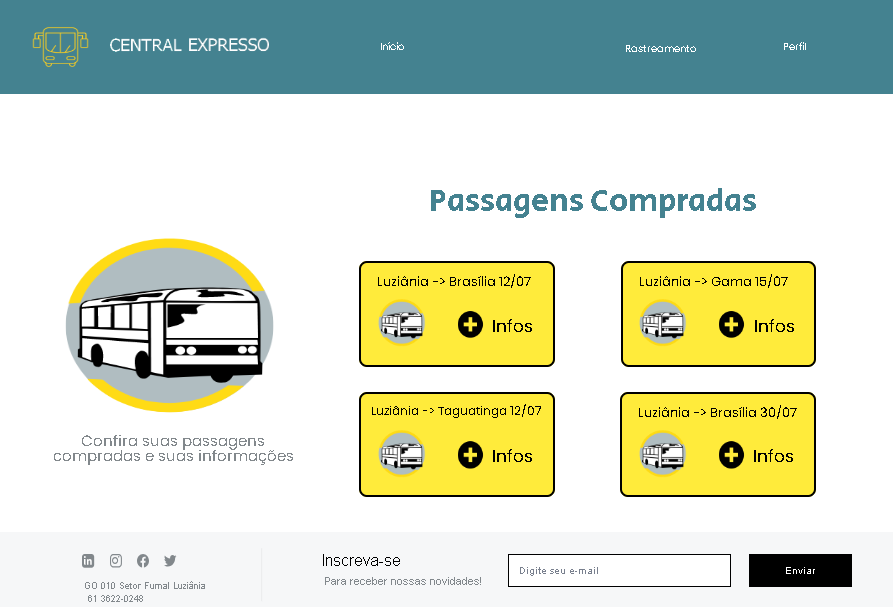 CENTRAL EXPRESSO
Início
Rastreamento
Perfil
Passagens Compradas
Luziânia -> Brasília 12/07
Infos
Luziânia -> Gama 15/07
Infos
Luziânia -> Taguatinga 12/07
Infos
Luziânia -> Brasília 30/07
Infos
Confira suas passagens
compradas e suas informações
GO 010 Setor Fumal Luziânia
61 3622-0248
Inscreva-se
Para receber nossas novidades!
Digite seu e-mail
Enviar